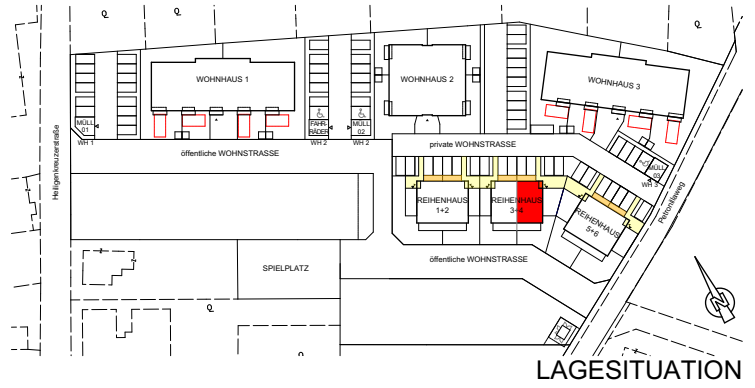 WOHNHAUS 1
WOHNHAUS 2
WOHNHAUS 3
MÜLL
01
WH 1
FAHR-
RÄDER
WH 2
MÜLL
02
WH 2
MÜLL
03
WH 3
öffentliche WOHNSTRASSE
private WOHNSTRASSE
Heiligenkreuzerstraße
Petronillaweg
REIHENHAUS
1+2
REIHENHAUS
3+4
REIHENHAUS
5+6
öffentliche WOHNSTRASSE
SPIELPLATZ
N
LAGESITUATION